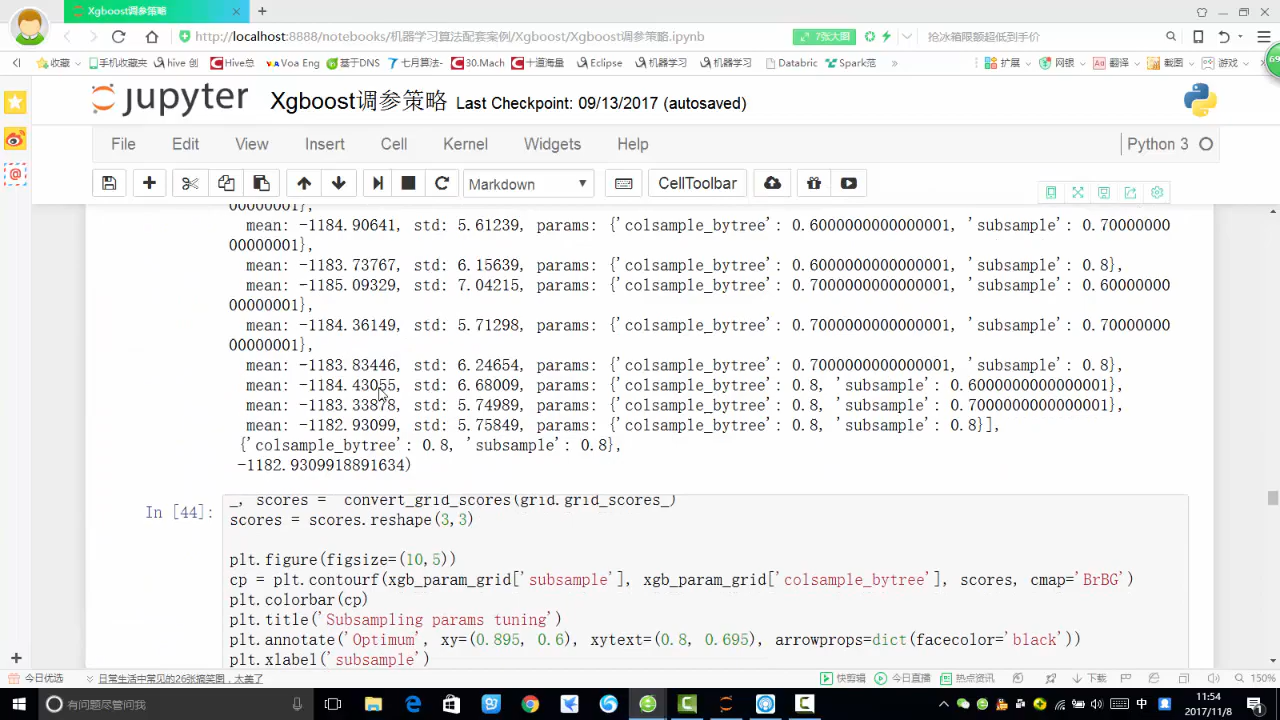 Xgboost调参策略
http://localhost:8888/notebooks/机器学习算法配套案例/Xgboost/Xgboost调参策略.ipynb
7张大图
抢冰箱限额超低到手价
收藏 手机收藏夹 hive 创 Hive总 Voa Eng 基于DNS 七月算法- 30.Mach 十道海量 Eclipse 机器学习 机器学习 Databric Spark范 » 扩展 网银 翻译 截图 游戏
69
jupyter Xgboost调参策略 Last Checkpoint: 09/13/2017 (autosaved)
File Edit View Insert Cell Kernel Widgets Help Python 3
Markdown CellToolbar
00000001},
mean: -1184.90641, std: 5.61239, params: {'colsample_bytree': 0.6000000000000001, 'subsample': 0.70000
00000001},
mean: -1183.73767, std: 6.15639, params: {'colsample_bytree': 0.6000000000000001, 'subsample': 0.8},
mean: -1185.09329, std: 7.04215, params: {'colsample_bytree': 0.7000000000000001, 'subsample': 0.60000
00000001},
mean: -1184.36149, std: 5.71298, params: {'colsample_bytree': 0.7000000000000001, 'subsample': 0.70000
00000001},
mean: -1183.83446, std: 6.24654, params: {'colsample_bytree': 0.7000000000000001, 'subsample': 0.8},
mean: -1184.43055, std: 6.68009, params: {'colsample_bytree': 0.8, 'subsample': 0.6000000000000001},
mean: -1183.33878, std: 5.74989, params: {'colsample_bytree': 0.8, 'subsample': 0.7000000000000001},
mean: -1182.93099, std: 5.75849, params: {'colsample_bytree': 0.8, 'subsample': 0.8}],
{'colsample_bytree': 0.8, 'subsample': 0.8},
-1182.9309918891634)
_, scores = convert_grid_scores(grid.grid_scores_)
In [44]:
scores = scores.reshape(3,3)
plt.figure(figsize=(10,5))
cp = plt.contourf(xgb_param_grid['subsample'], xgb_param_grid['colsample_bytree'], scores, cmap='BrBG')
plt.colorbar(cp)
plt.title('Subsampling params tuning')
plt.annotate('Optimum', xy=(0.895, 0.6), xytext=(0.8, 0.695), arrowprops=dict(facecolor='black'))
plt.xlabel('subsample')
今日优选 日常生活中常见的26张搞笑图,太美了 快剪辑 今日直播 热点资讯 下载 150%
有问题尽管问我 中 11:54
2017/11/8